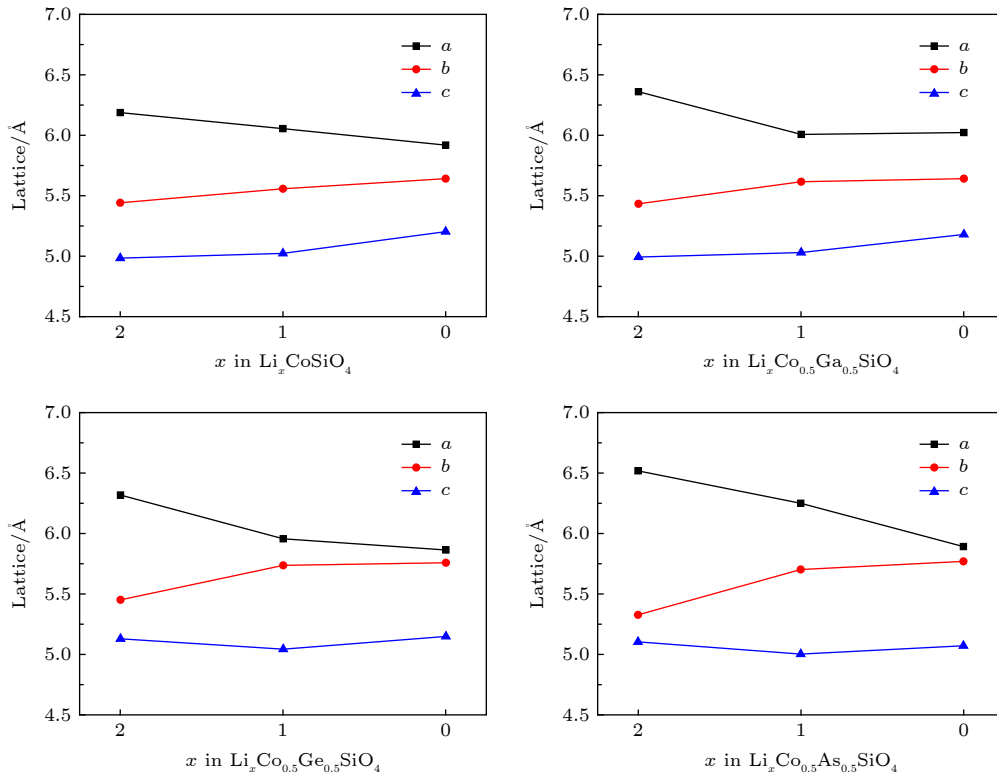 7.0
6.5
6.0
5.5
5.0
4.5
Lattice/Å
a
b
c
2 1 0
x in LiₓCoSiO₄
7.0
6.5
6.0
5.5
5.0
4.5
Lattice/Å
a
b
c
2 1 0
x in LiₓCo₀.₅Ga₀.₅SiO₄
7.0
6.5
6.0
5.5
5.0
4.5
Lattice/Å
a
b
c
2 1 0
x in LiₓCo₀.₅Ge₀.₅SiO₄
7.0
6.5
6.0
5.5
5.0
4.5
Lattice/Å
a
b
c
2 1 0
x in LiₓCo₀.₅As₀.₅SiO₄